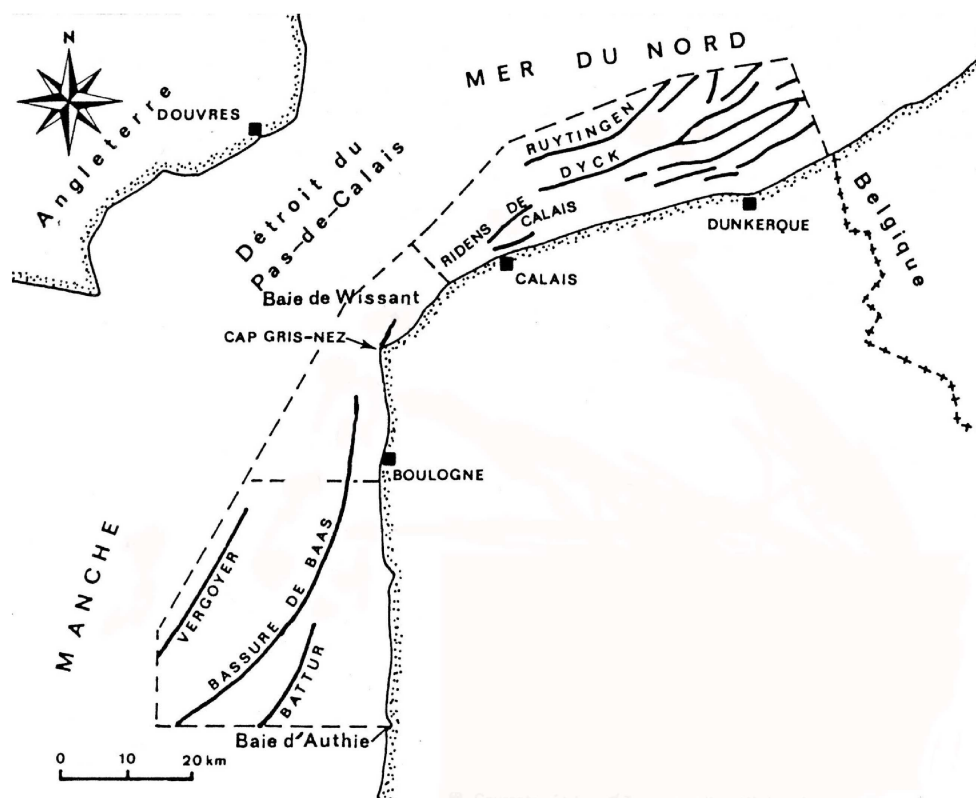 N
MER DU NORD
DOUVRES
Angleterre
Détroit du
Pas-de-Calais
RUYTINGEN
DYCK
RIDENS DE
CALAIS
DUNKERQUE
Belgique
CALAIS
Baie de Wissant
CAP GRIS-NEZ
BOULOGNE
MANCHE
VERGOYER
BASSURE DE BAAS
BATTUR
Baie d'Authie
0 10 20 km